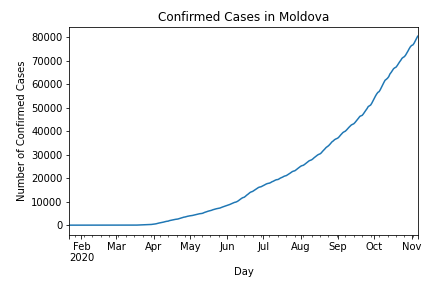 Confirmed Cases in Moldova
Number of Confirmed Cases
80000
70000
60000
50000
40000
30000
20000
10000
0
Feb Mar Apr May Jun Jul Aug Sep Oct Nov
2020
Day